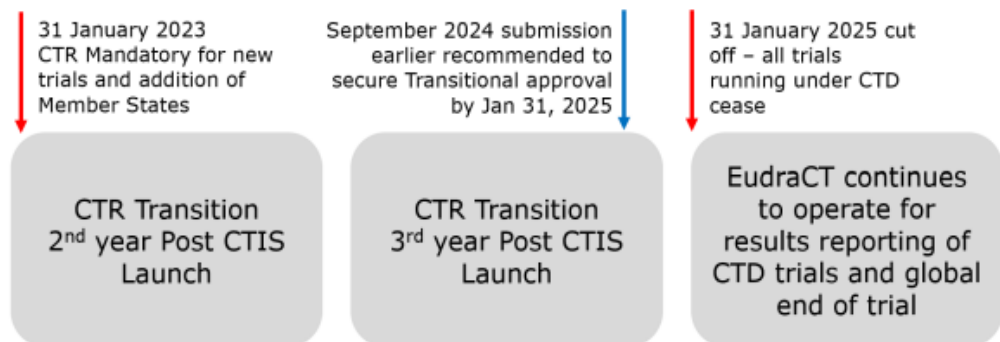 31 January 2023
CTR Mandatory for new
trials and addition of
Member States
September 2024 submission
earlier recommended to
secure Transitional approval
by Jan 31, 2025
31 January 2025 cut
off – all trials
running under CTD
cease
CTR Transition
2nd year Post CTIS
Launch
CTR Transition
3rd year Post CTIS
Launch
EudraCT continues
to operate for
results reporting of
CTD trials and global
end of trial